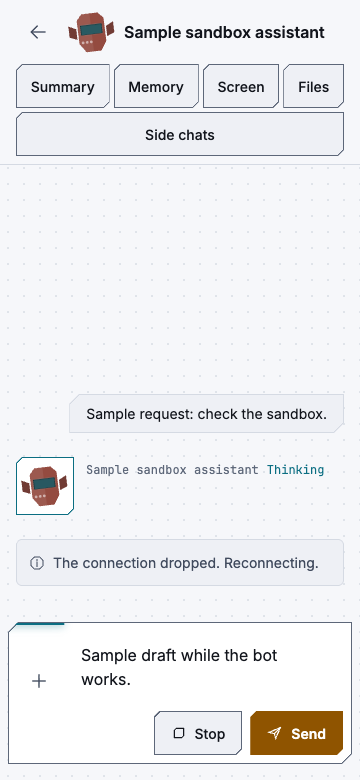 Sample sandbox assistant
Summary
Memory
Screen
Files
Side chats
Sample request: check the sandbox.
Sample sandbox assistant Thinking
The connection dropped. Reconnecting.
Sample draft while the bot
works.
Stop
Send